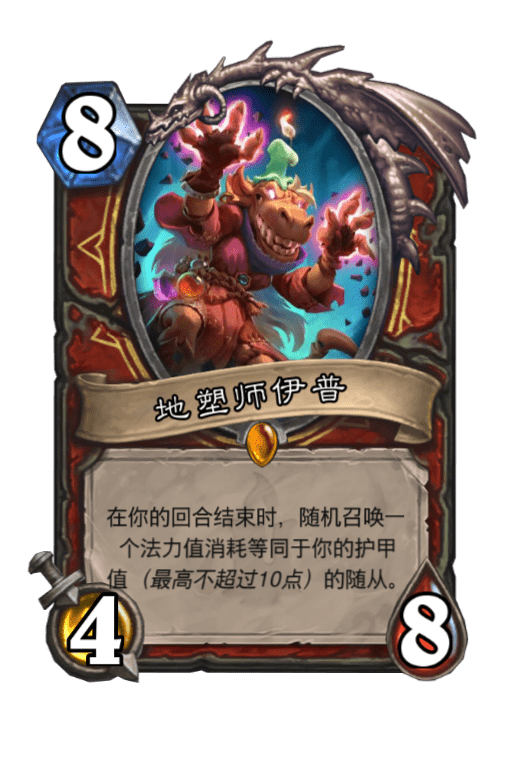 8
地塑师伊普
在你的回合结束时，随机召唤一
个法力值消耗等同于你的护甲
值（最高不超过10点）的随从。
4
8